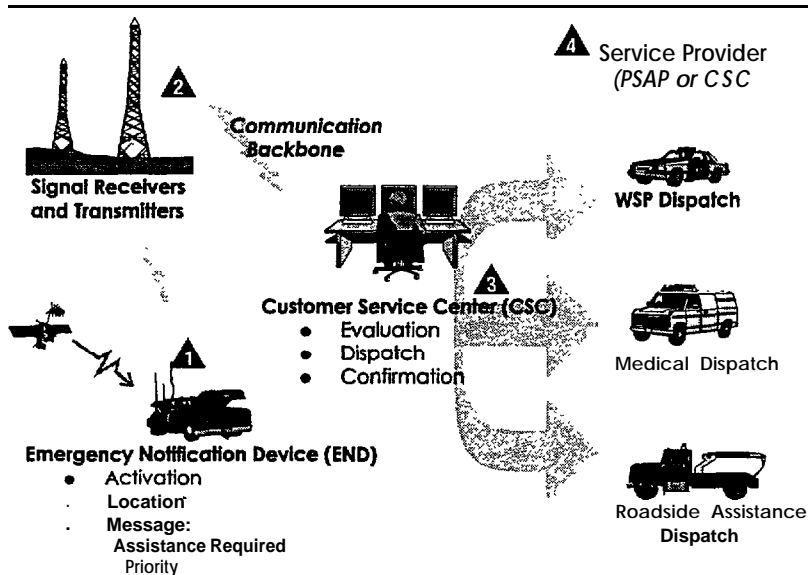 4 Service Provider
(PSAP or CSC
2
Communication
Backbone
Signal Receivers
and Transmitters
WSP Dispatch
3
Customer Service Center (CSC)
● Evaluation
● Dispatch
● Confirmation
Medical Dispatch
1
Emergency Notification Device (END)
● Activation
. Location
. Message:
Assistance Required
Priority
Roadside Assistance
Dispatch